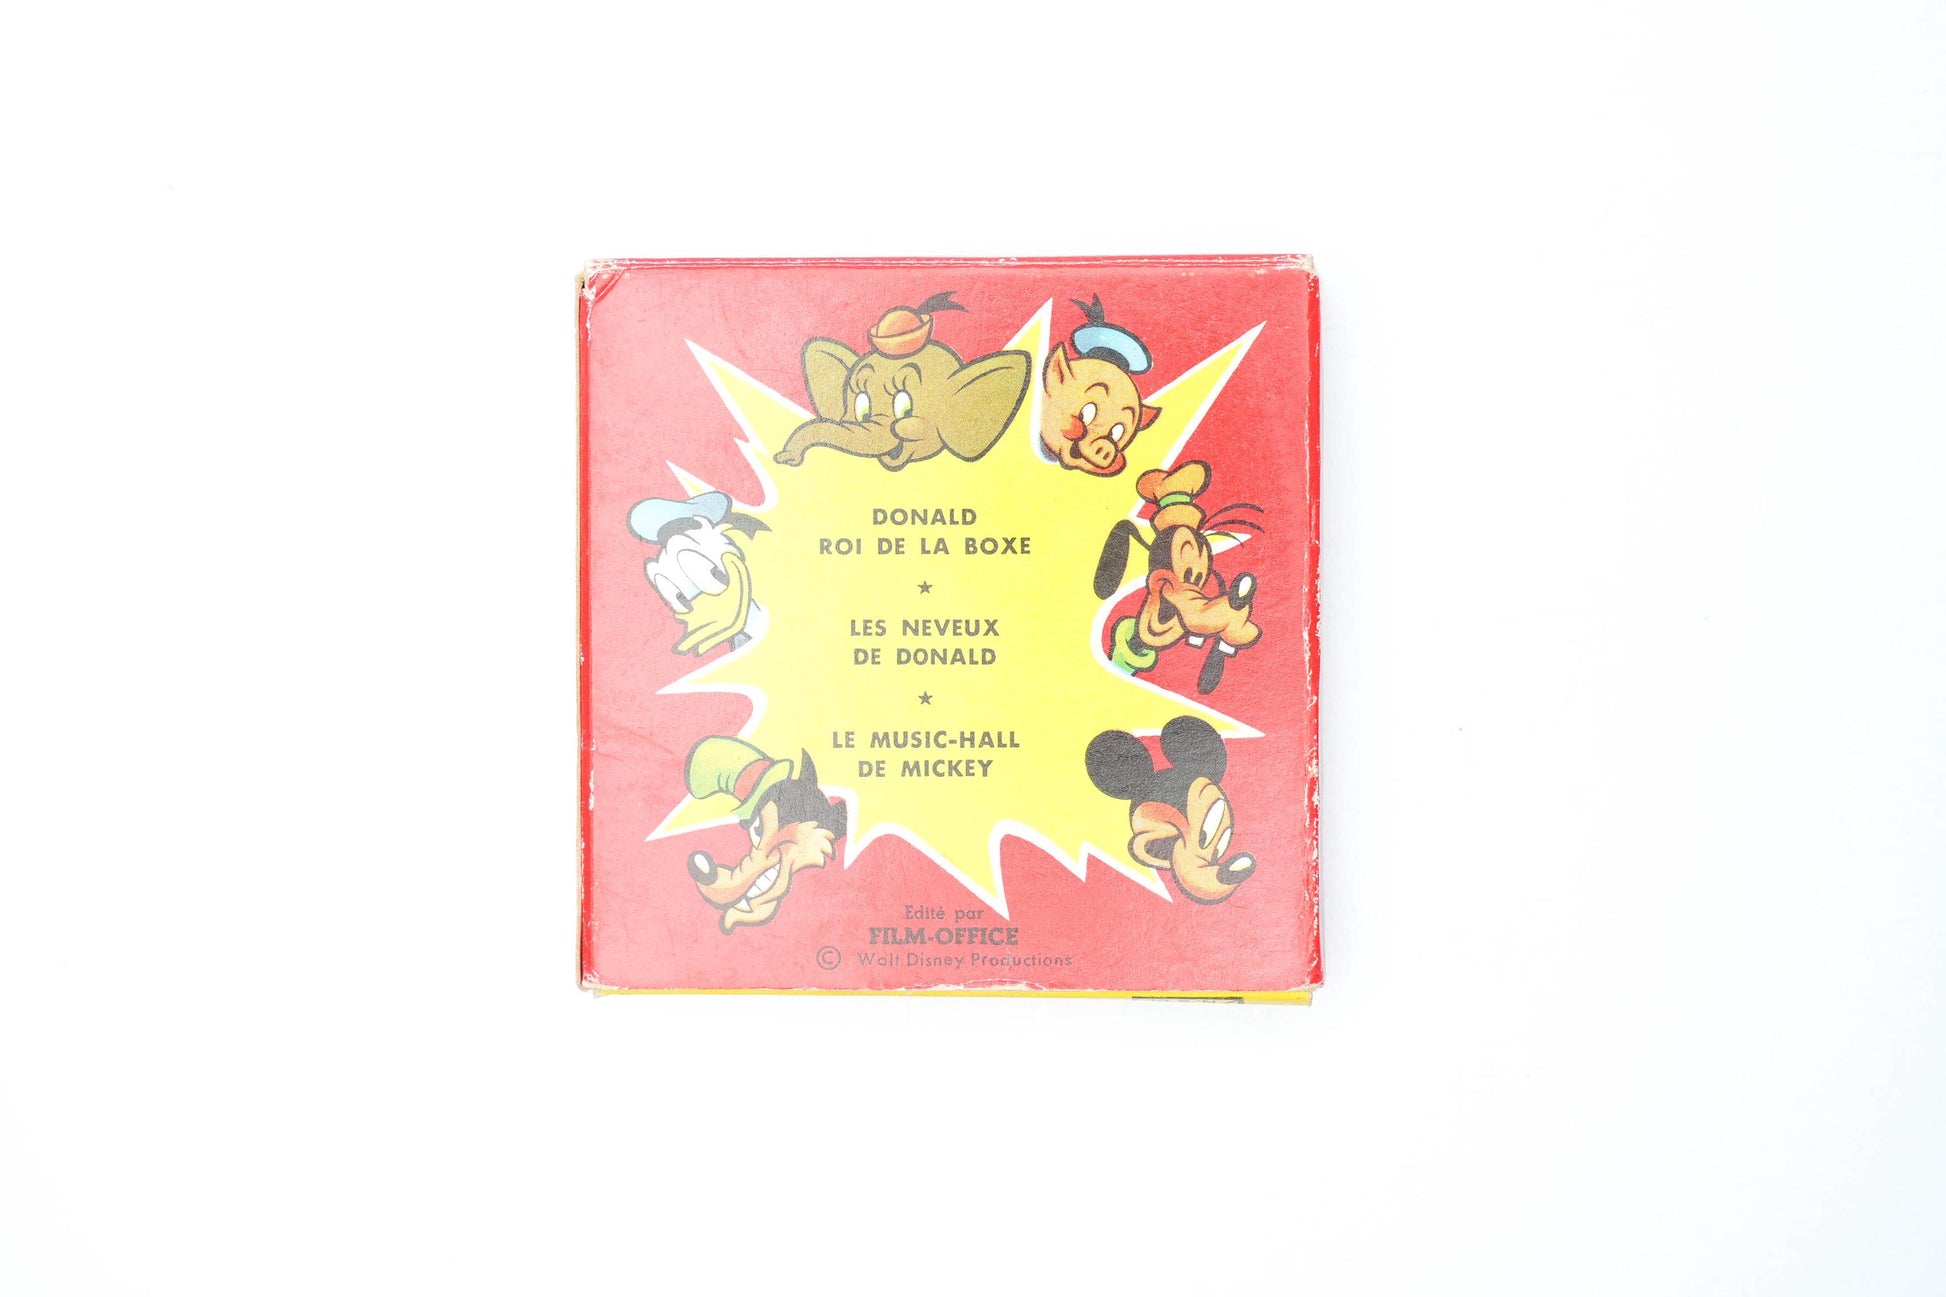 DONALD
ROI DE LA BOXE
★
LES NEVEUX
DE DONALD
★
LE MUSIC-HALL
DE MICKEY
Edité par
FILM-OFFICE
© Walt Disney Productions